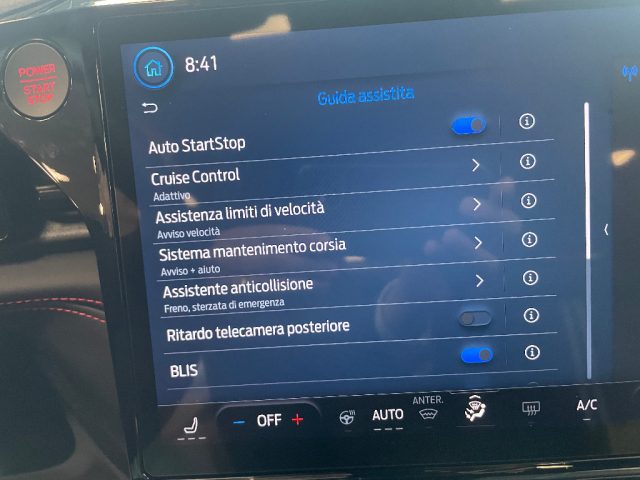 POWER
START
STOP
8:41
Guida assistita
Auto StartStop
Cruise Control
Adattivo
Assistenza limiti di velocità
Avviso velocità
Sistema mantenimento corsia
Avviso + aiuto
Assistente anticollisione
Freno, sterzata di emergenza
Ritardo telecamera posteriore
BLIS
- OFF +
AUTO
ANTER.
A/C